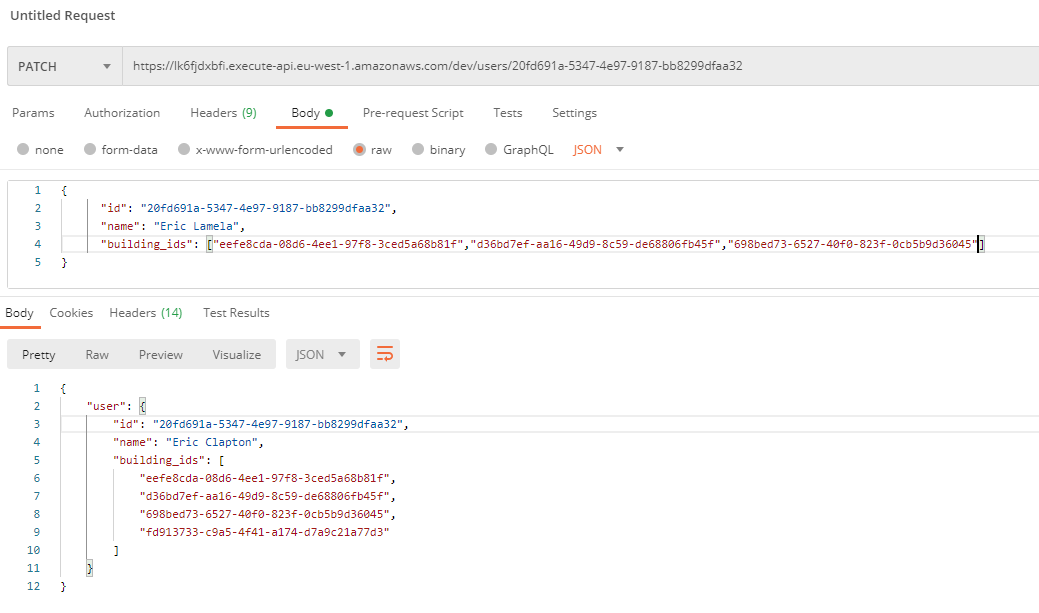 Untitled Request
PATCH https://lk6fjdxbfi.execute-api.eu-west-1.amazonaws.com/dev/users/20fd691a-5347-4e97-9187-bb8299dfaa32
Params Authorization Headers (9) Body Pre-request Script Tests Settings
none form-data x-www-form-urlencoded raw binary GraphQL JSON
1 {
2 "id": "20fd691a-5347-4e97-9187-bb8299dfaa32",
3 "name": "Eric Lamela",
4 "building_ids": ["eefe8cda-08d6-4ee1-97f8-3ced5a68b81f","d36bd7ef-aa16-49d9-8c59-de68806fb45f","698bed73-6527-40f0-823f-0cb5b9d36045"]
5 }
Body Cookies Headers (14) Test Results
Pretty Raw Preview Visualize JSON
1 {
2 "user": {
3 "id": "20fd691a-5347-4e97-9187-bb8299dfaa32",
4 "name": "Eric Clapton",
5 "building_ids": [
6 "eefe8cda-08d6-4ee1-97f8-3ced5a68b81f",
7 "d36bd7ef-aa16-49d9-8c59-de68806fb45f",
8 "698bed73-6527-40f0-823f-0cb5b9d36045",
9 "fd913733-c9a5-4f41-a174-d7a9c21a77d3"
10 ]
11 }
12 }